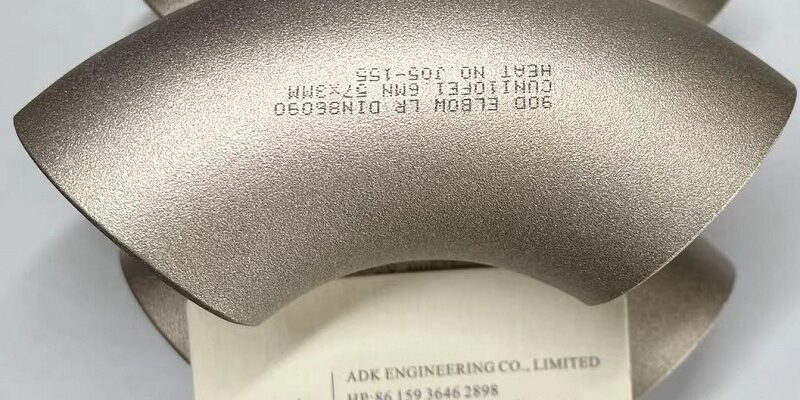 90D ELBOW LR DIN86090
CUNI10FE1.6MN 57x3MM
HEAT NO.J05-155
ADK ENGINEERING CO., LIMITED
HP:86 159 3646 2898